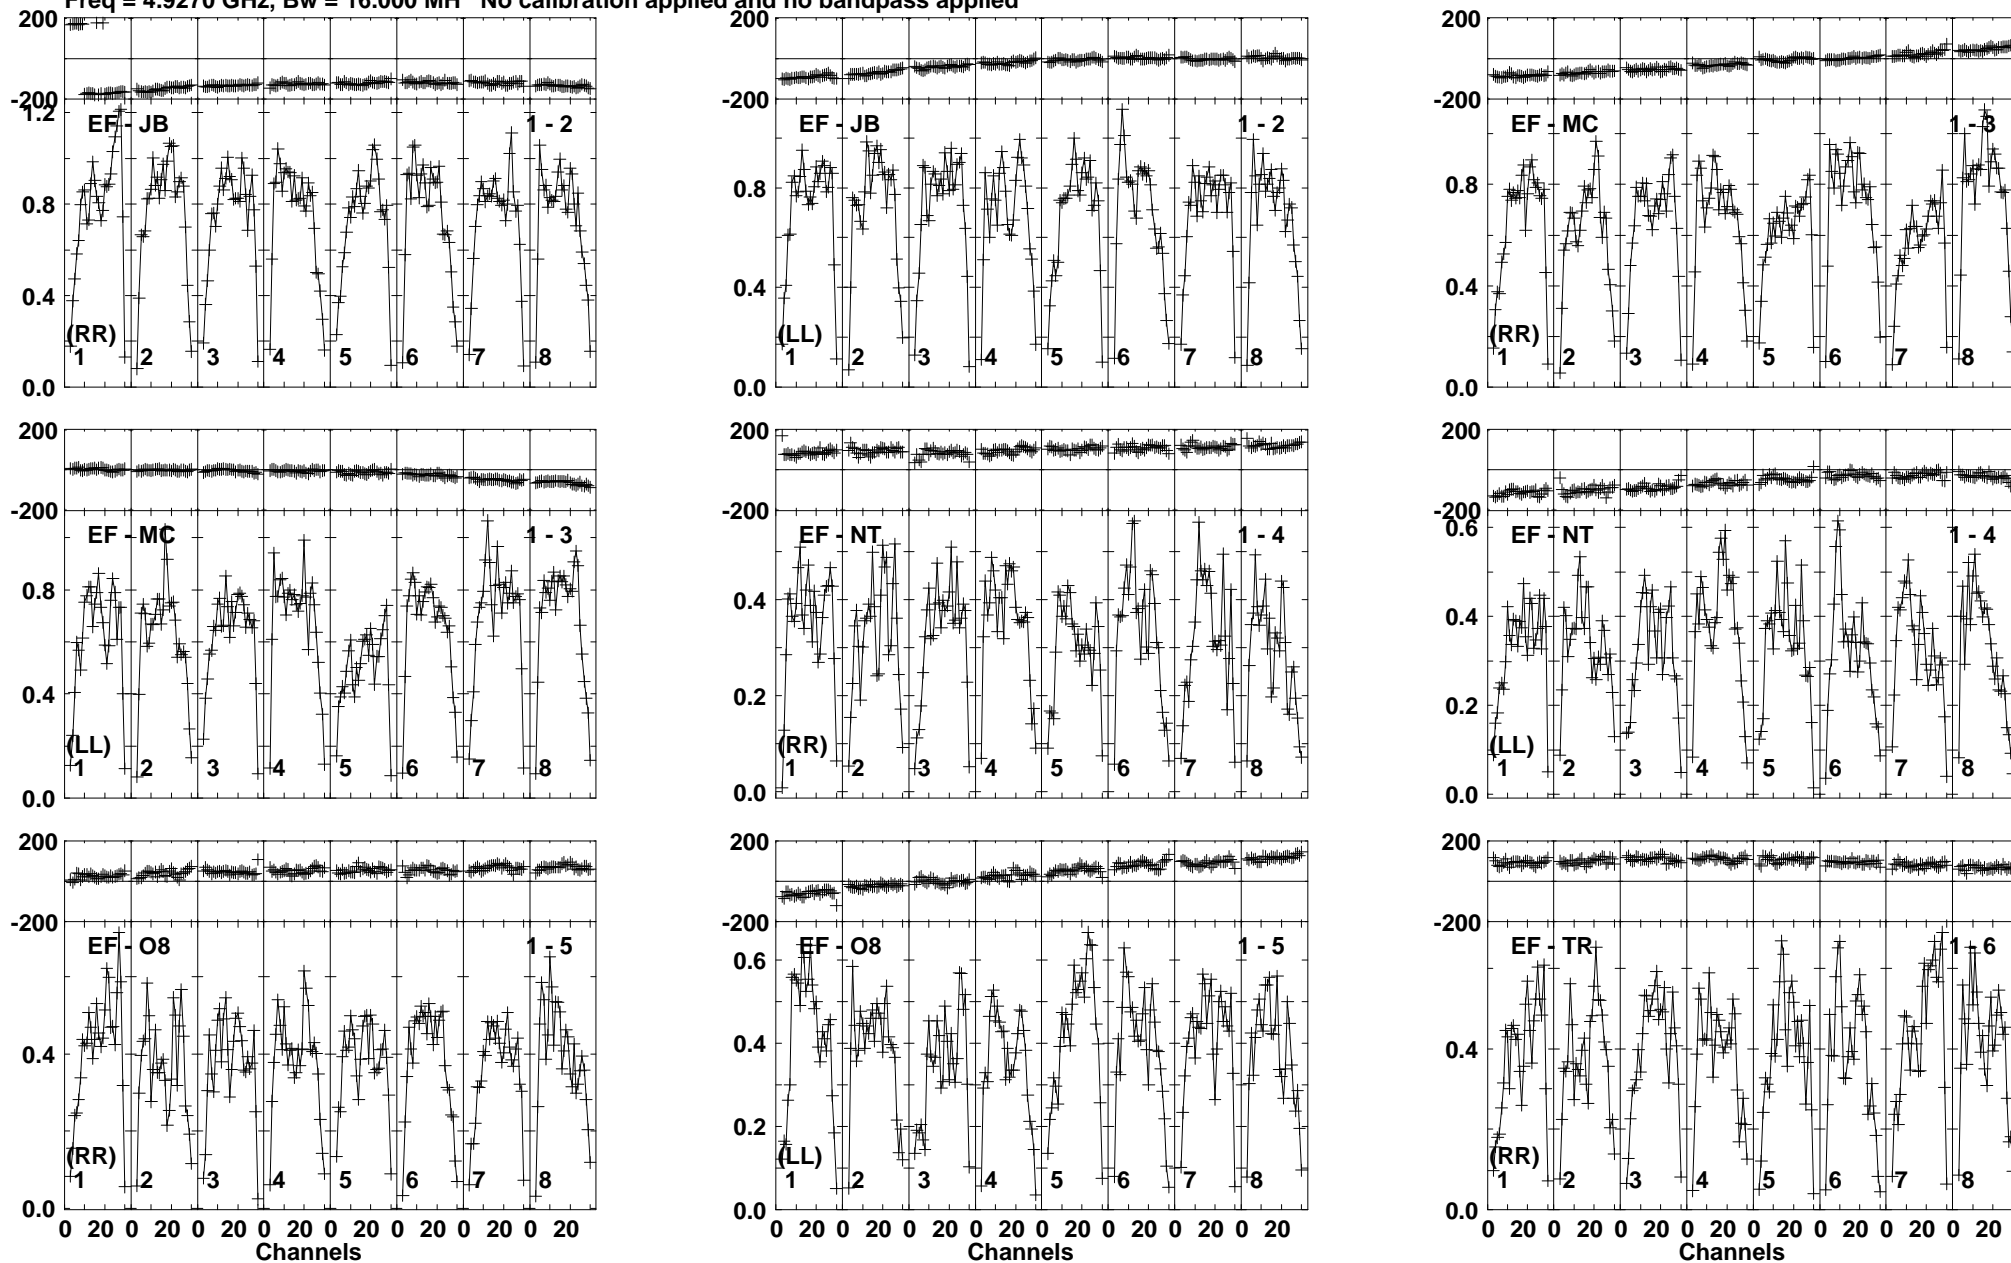 Freq = 4.9270 GHz, Bw = 16.000 MH No calibration applied and no bandpass applied
200 200 200
-200 -200 -200
1.2 EF - JB 1 - 2 EF - JB 1 - 2 EF - MC 1 - 3
0.8 0.8 0.8
0.4 0.4 0.4
(RR) (LL) (RR)
1 2 3 4 5 6 7 8 1 2 3 4 5 6 7 8 1 2 3 4 5 6 7 8
0.0 0.0 0.0
200 200 200
-200 -200 -200
EF - MC 1 - 3 EF - NT 1 - 4 0.6 EF - NT 1 - 4
0.8 0.4 0.4
0.4 0.2 0.2
(LL) (RR) (LL)
1 2 3 4 5 6 7 8 1 2 3 4 5 6 7 8 1 2 3 4 5 6 7 8
0.0 0.0 0.0
200 200 200
-200 -200 -200
EF - O8 1 - 5 EF - O8 1 - 5 EF - TR 1 - 6
0.6
0.4 0.4 0.4
0.2
(RR) (LL) (RR)
1 2 3 4 5 6 7 8 1 2 3 4 5 6 7 8 1 2 3 4 5 6 7 8
0.0 0.0 0.0
0 20 0 20 0 20 0 20 0 20 0 20 0 20 0 20 0 20 0 20 0 20 0 20 0 20 0 20 0 20 0 20 0 20 0 20 0 20 0 20 0 20 0 20 0 20 0 20
Channels Channels Channels